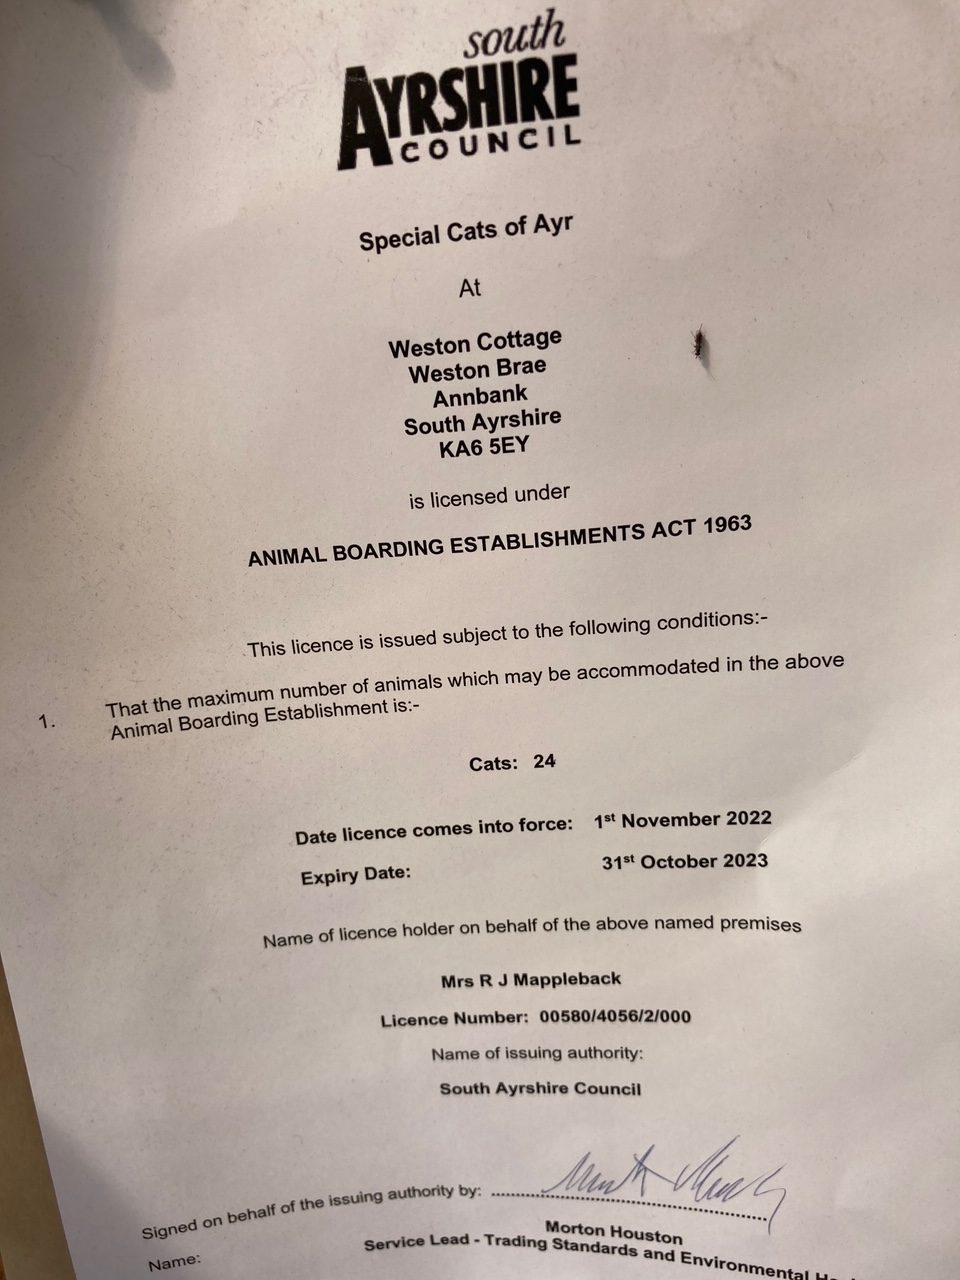 south
AYRSHIRE
COUNCIL
Special Cats of Ayr
At
Weston Cottage
Weston Brae
Annbank
South Ayrshire
KA6 5EY
is licensed under
ANIMAL BOARDING ESTABLISHMENTS ACT 1963
This licence is issued subject to the following conditions:-
1. That the maximum number of animals which may be accommodated in the above
Animal Boarding Establishment is:-
Cats: 24
Date licence comes into force: 1st November 2022
Expiry Date: 31st October 2023
Name of licence holder on behalf of the above named premises
Mrs R J Mappleback
Licence Number: 00580/4056/2/000
Name of issuing authority:
South Ayrshire Council
Signed on behalf of the issuing authority by:
Morton Houston
Name:
Service Lead - Trading Standards and Environmental